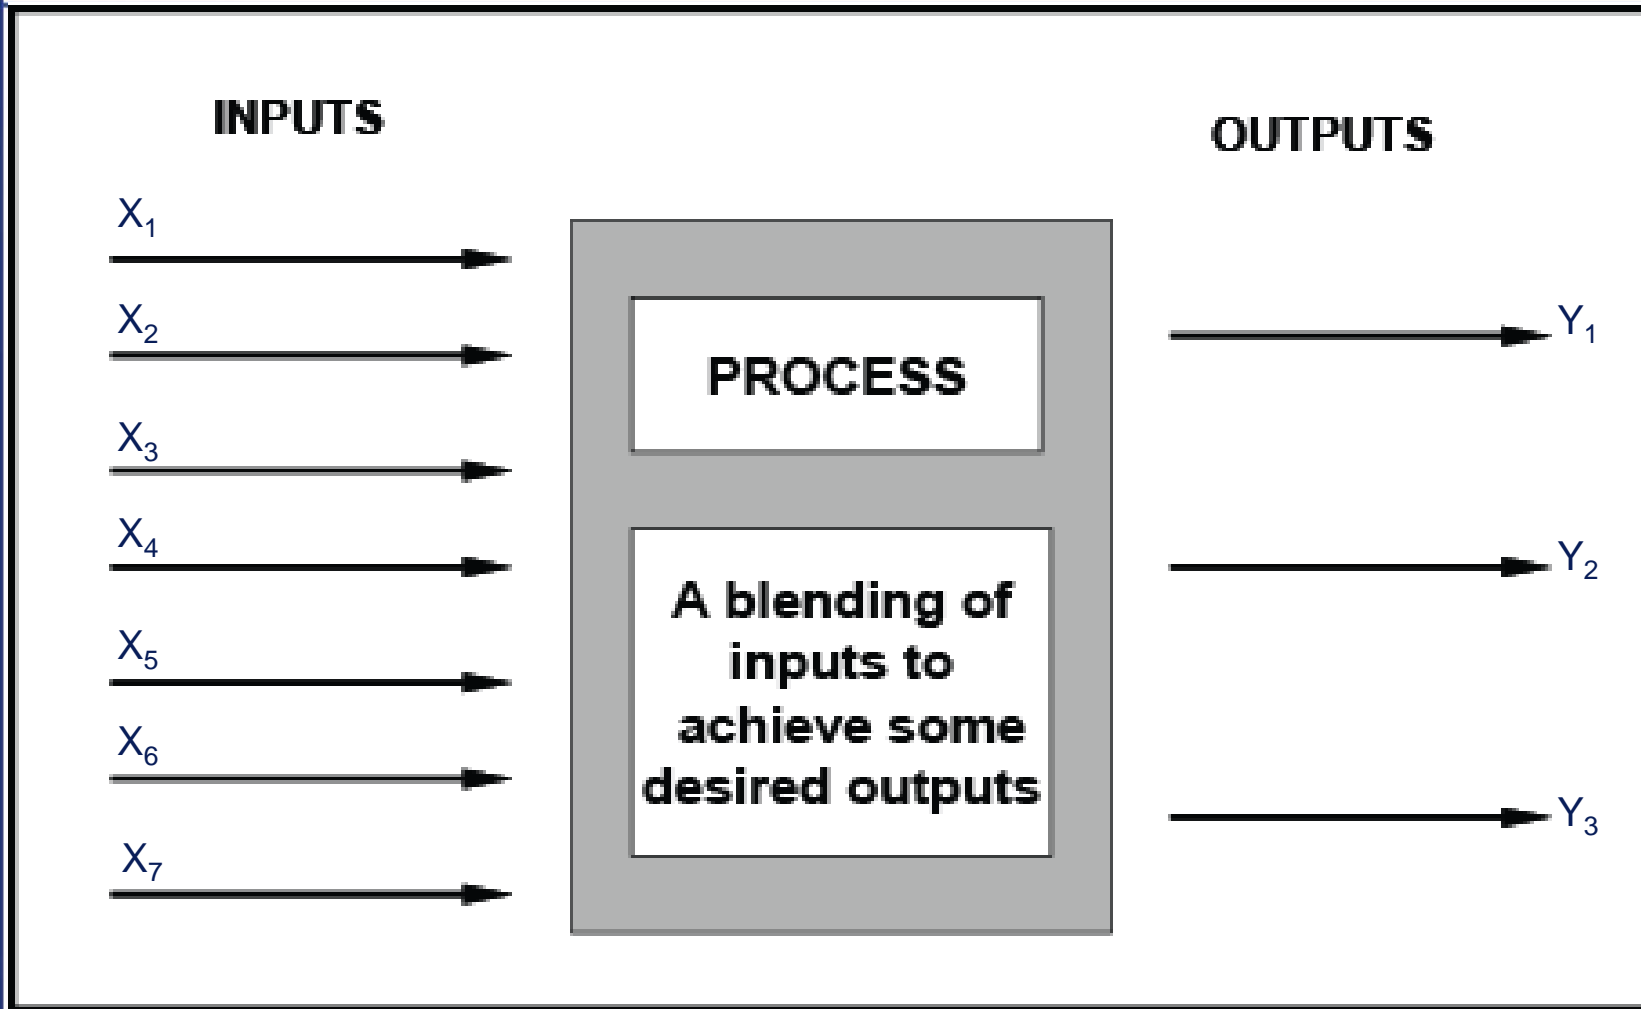 INPUTS
X₁
X₂
X₃
X₄
X₅
X₆
X₇
PROCESS
A blending of
inputs to
achieve some
desired outputs
OUTPUTS
Y₁
Y₂
Y₃